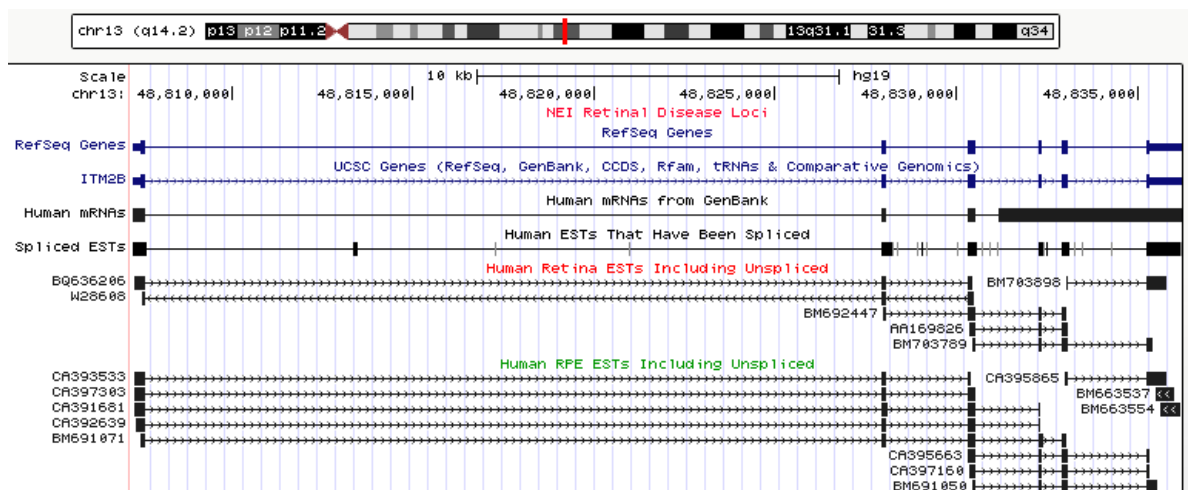 chr13 (q14.2) p13 p12 p11.2 13q31.1 31.3 q34
Scale 10 kb hg19
chr13: 48,810,000 48,815,000 48,820,000 48,825,000 48,830,000 48,835,000
NEI Retinal Disease Loci
RefSeq Genes
RefSeq Genes
UCSC Genes (RefSeq, GenBank, CCDS, Rfam, tRNAs & Comparative Genomics)
ITM2B
Human mRNAs from GenBank
Human mRNAs
Human ESTs That Have Been Spliced
Spliced ESTs
Human Retina ESTs Including Unspliced
BQ636206 BM703898
W28608
BM692447
AA169826
BM703789
Human RPE ESTs Including Unspliced
CA393533 CA395865
CA397303 BM663537
CA391681 BM663554
CA392639
BM691071
CA395663
CA397160
BM691050